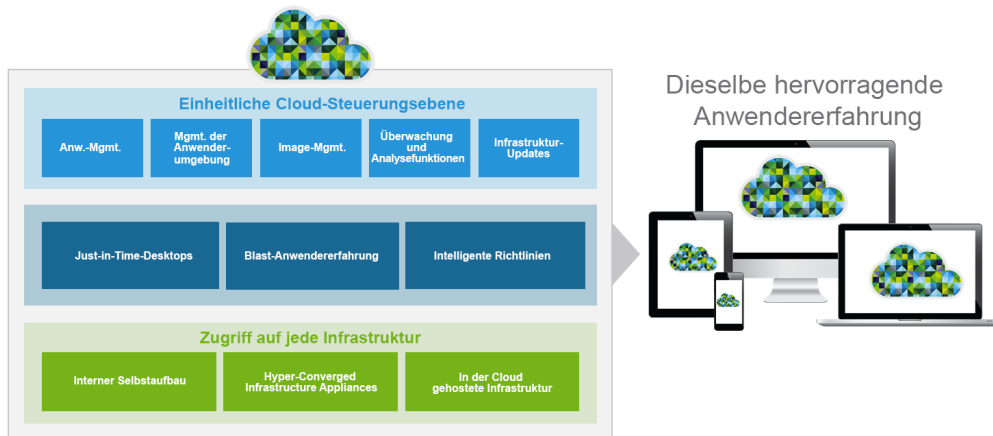 Einheitliche Cloud-Steuerungsebene
Anw.-Mgmt.
Mgmt. der
Anwender-
umgebung
Image-Mgmt.
Überwachung
und
Analysefunktionen
Infrastruktur-
Updates
Just-in-Time-Desktops
Blast-Anwendererfahrung
Intelligente Richtlinien
Zugriff auf jede Infrastruktur
Interner Selbstaufbau
Hyper-Converged
Infrastructure Appliances
In der Cloud
gehostete Infrastruktur
Dieselbe hervorragende
Anwendererfahrung